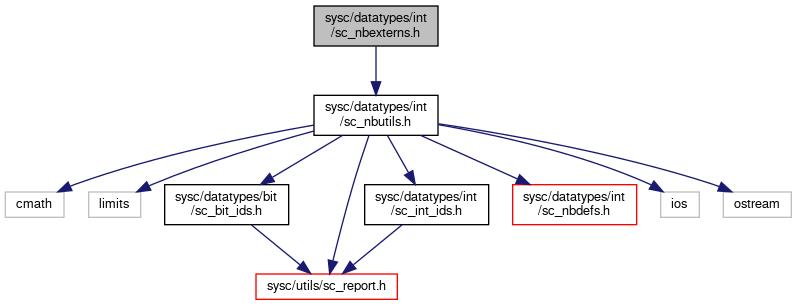 sysc/datatypes/int
/sc_nbexterns.h
sysc/datatypes/int
/sc_nbutils.h
cmath
limits
sysc/datatypes/bit
/sc_bit_ids.h
sysc/datatypes/int
/sc_int_ids.h
sysc/datatypes/int
/sc_nbdefs.h
ios
ostream
sysc/utils/sc_report.h